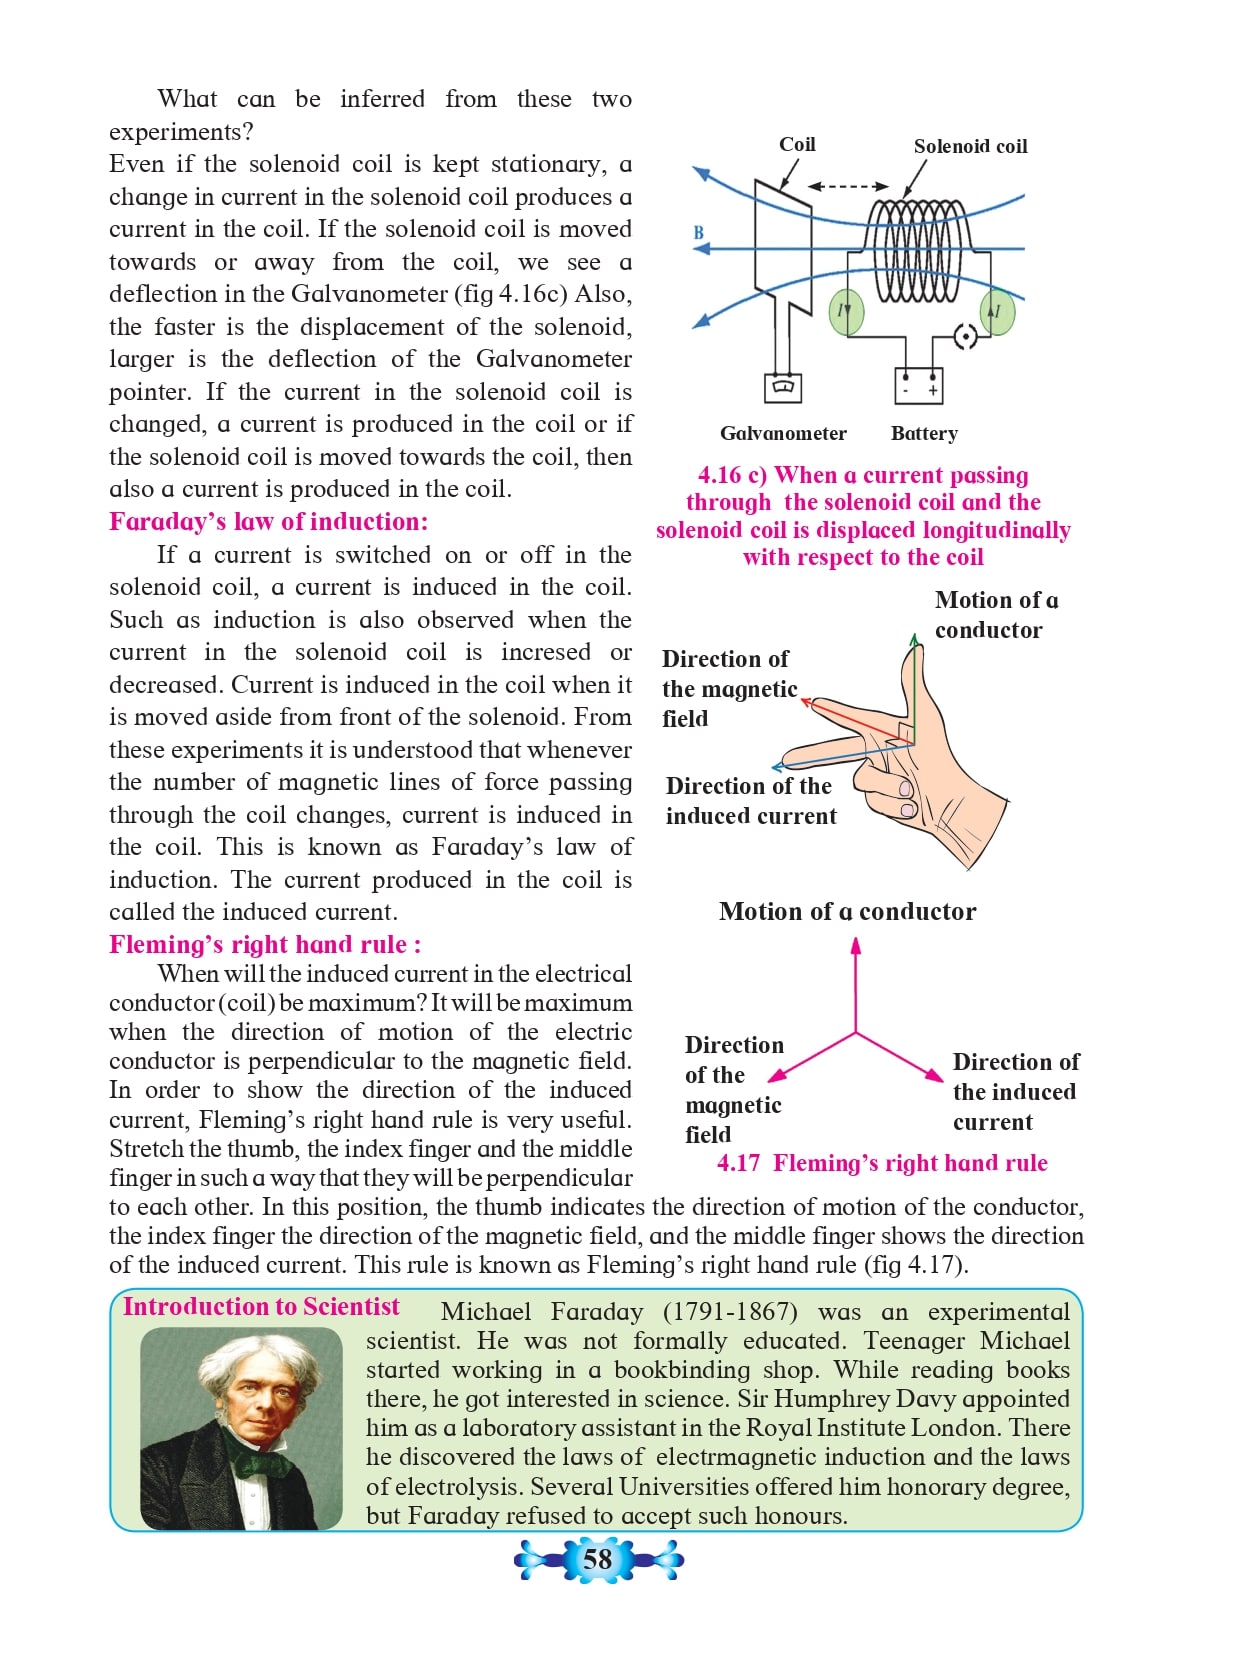 What can be inferred from these two
experiments?
Even if the solenoid coil is kept stationary, a
change in current in the solenoid coil produces a
current in the coil. If the solenoid coil is moved
towards or away from the coil, we see a
deflection in the Galvanometer (fig 4.16c) Also,
the faster is the displacement of the solenoid,
larger is the deflection of the Galvanometer
pointer. If the current in the solenoid coil is
changed, a current is produced in the coil or if
the solenoid coil is moved towards the coil, then
also a current is produced in the coil.
Faraday's law of induction:
If a current is switched on or off in the
solenoid coil, a current is induced in the coil.
Such as induction is also observed when the
current in the solenoid coil is incresed or
decreased. Current is induced in the coil when it
is moved aside from front of the solenoid. From
these experiments it is understood that whenever
the number of magnetic lines of force passing
through the coil changes, current is induced in
the coil. This is known as Faraday's law of
induction. The current produced in the coil is
called the induced current.
Fleming's right hand rule :
When will the induced current in the electrical
conductor (coil) be maximum? It will be maximum
when the direction of motion of the electric
conductor is perpendicular to the magnetic field.
In order to show the direction of the induced
current, Fleming's right hand rule is very useful.
Stretch the thumb, the index finger and the middle
finger in such a way that they will be perpendicular
to each other. In this position, the thumb indicates the direction of motion of the conductor,
the index finger the direction of the magnetic field, and the middle finger shows the direction
of the induced current. This rule is known as Fleming's right hand rule (fig 4.17).
Coil
Solenoid coil
B
I
I
- +
Galvanometer
Battery
4.16 c) When a current passing
through the solenoid coil and the
solenoid coil is displaced longitudinally
with respect to the coil
Motion of a
conductor
Direction of
the magnetic
field
Direction of the
induced current
Motion of a conductor
Direction
of the
magnetic
field
Direction of
the induced
current
4.17 Fleming's right hand rule
Introduction to Scientist
Michael Faraday (1791-1867) was an experimental
scientist. He was not formally educated. Teenager Michael
started working in a bookbinding shop. While reading books
there, he got interested in science. Sir Humphrey Davy appointed
him as a laboratory assistant in the Royal Institute London. There
he discovered the laws of electrmagnetic induction and the laws
of electrolysis. Several Universities offered him honorary degree,
but Faraday refused to accept such honours.
58